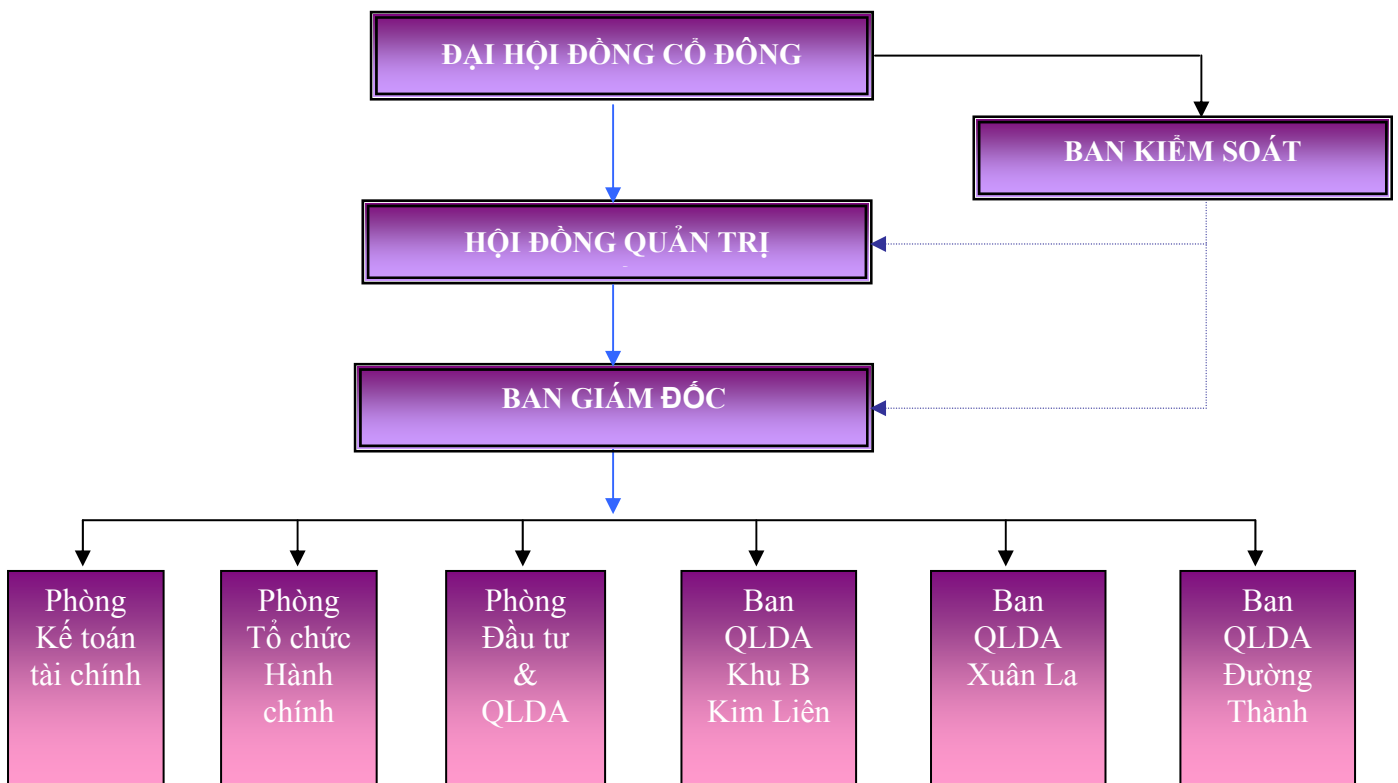 ĐẠI HỘI ĐỒNG CỔ ĐÔNG
BAN KIỂM SOÁT
HỘI ĐỒNG QUẢN TRỊ
BAN GIÁM ĐỐC
Phòng
Kế toán
tài chính
Phòng
Tổ chức
Hành
chính
Phòng
Đầu tư
&
QLDA
Ban
QLDA
Khu B
Kim Liên
Ban
QLDA
Xuân La
Ban
QLDA
Đường
Thành